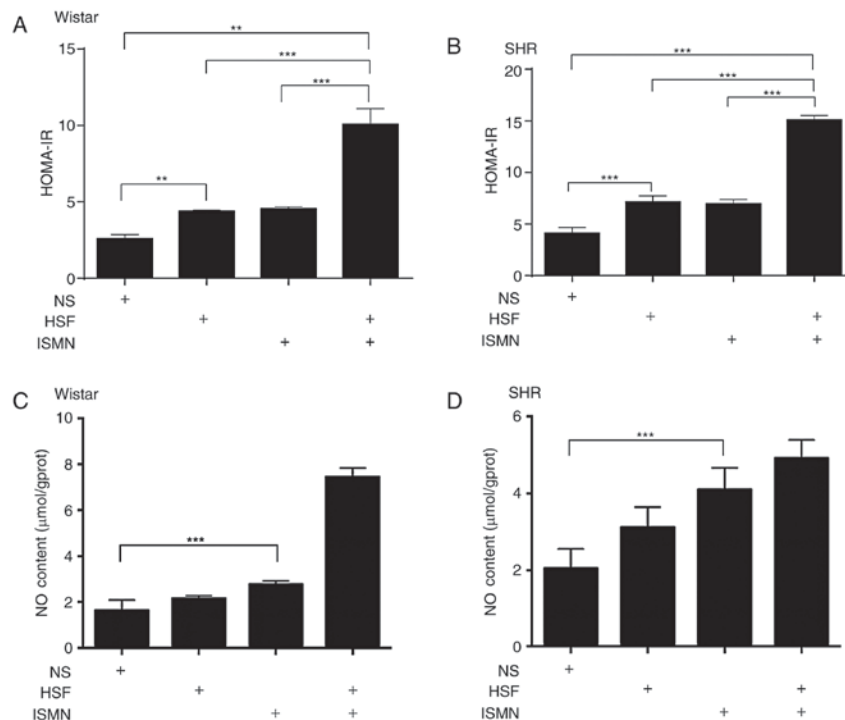 A Wistar
**
***
***
**
HOMA-IR
15
10
5
0
NS +
HSF + +
ISMN + +
B SHR
***
***
***
***
HOMA-IR
20
15
10
5
0
NS +
HSF + +
ISMN + +
C Wistar
***
NO content (μmol/gprot)
10
8
6
4
2
0
NS +
HSF + +
ISMN + +
D SHR
***
NO content (μmol/gprot)
6
4
2
0
NS +
HSF + +
ISMN + +